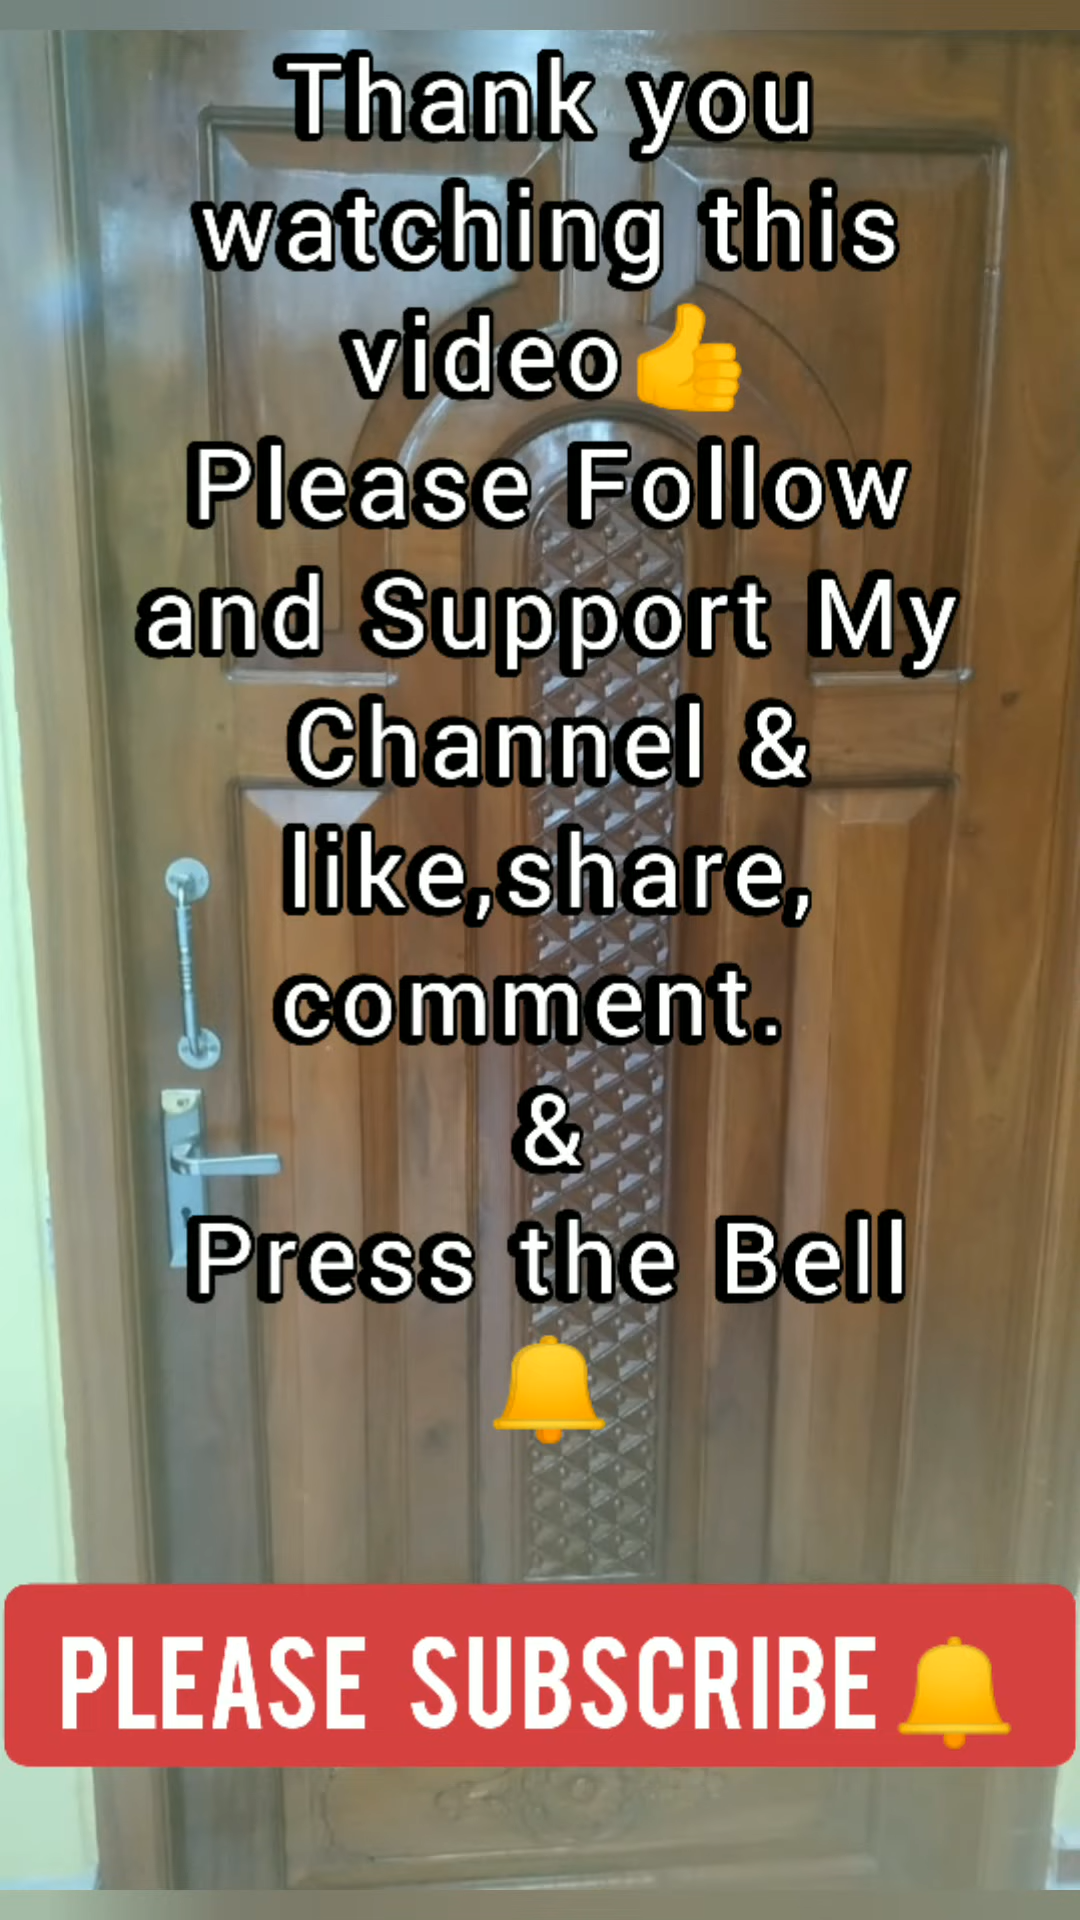 Thank you
watching this
video👍
Please Follow
and Support My
Channel &
like,share,
comment.
&
Press the Bell
🔔
PLEASE SUBSCRIBE🔔